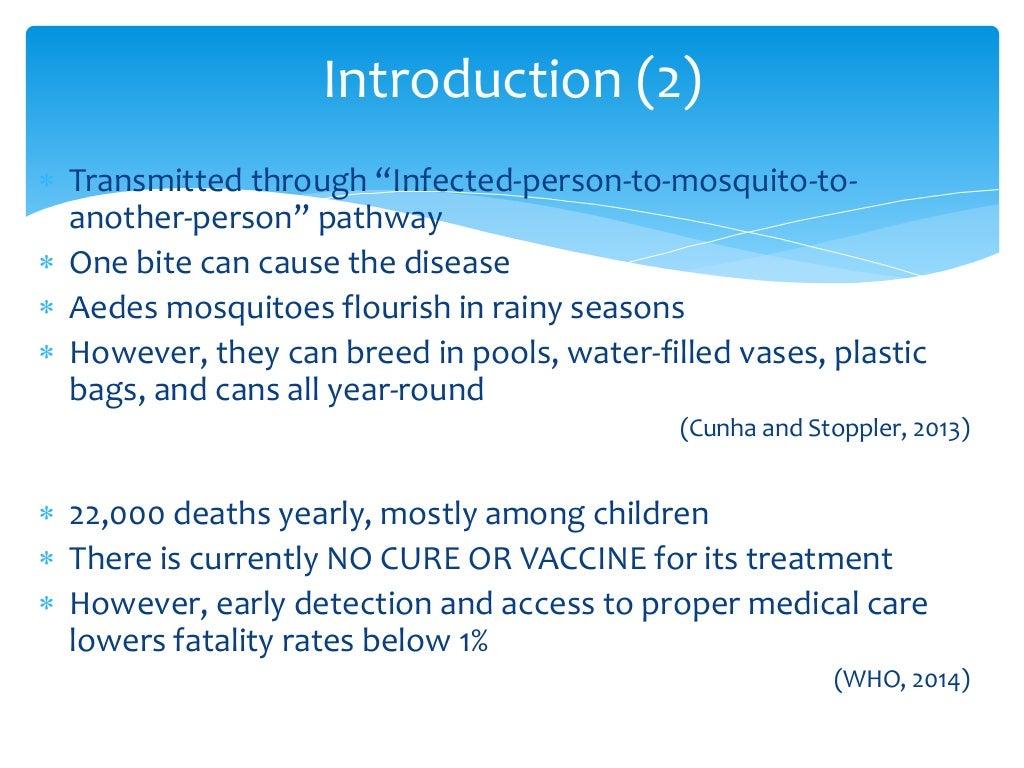 Introduction (2)
* Transmitted through “Infected-person-to-mosquito-to-
another-person” pathway
* One bite can cause the disease
* Aedes mosquitoes flourish in rainy seasons
* However, they can breed in pools, water-filled vases, plastic
bags, and cans all year-round
(Cunha and Stoppler, 2013)
* 22,000 deaths yearly, mostly among children
* There is currently NO CURE OR VACCINE for its treatment
* However, early detection and access to proper medical care
lowers fatality rates below 1%
(WHO, 2014)